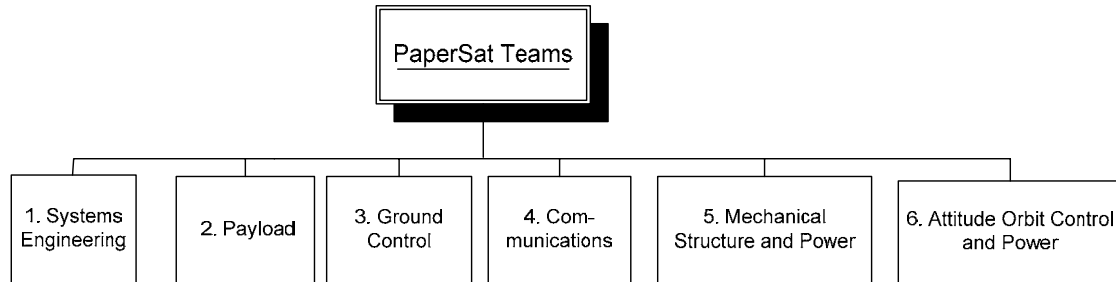 PaperSat Teams
1. Systems
Engineering
2. Payload
3. Ground
Control
4. Com-
munications
5. Mechanical
Structure and Power
6. Attitude Orbit Control
and Power